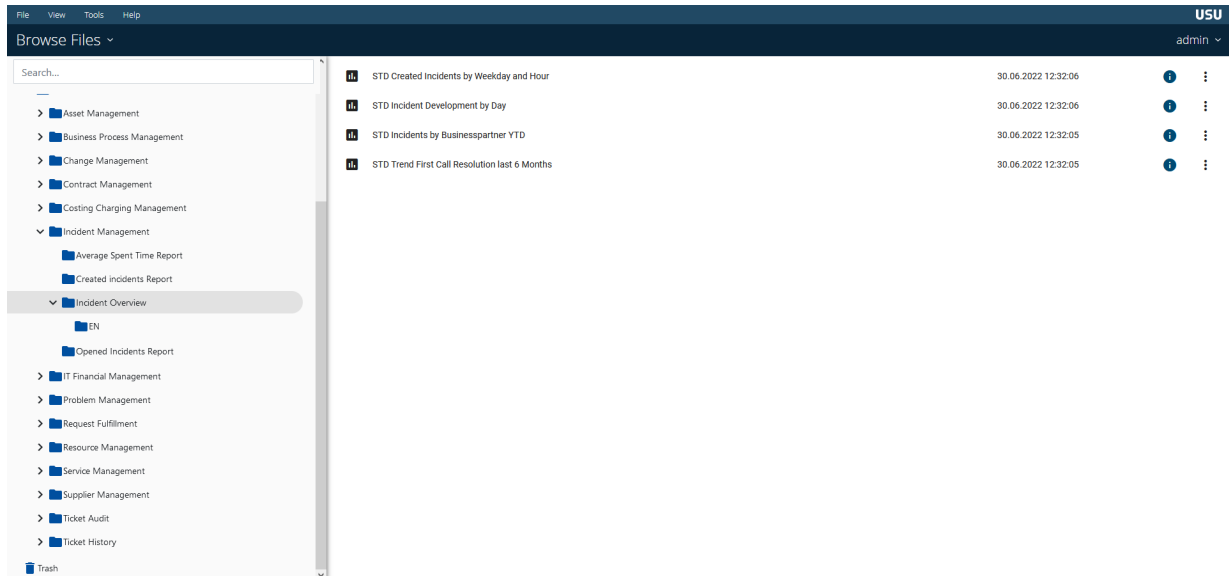 File View Tools Help USU
Browse Files admin
Search...
Asset Management
Business Process Management
Change Management
Contract Management
Costing Charging Management
Incident Management
Average Spent Time Report
Created incidents Report
Incident Overview
EN
Opened Incidents Report
IT Financial Management
Problem Management
Request Fulfillment
Resource Management
Service Management
Supplier Management
Ticket Audit
Ticket History
Trash
STD Created Incidents by Weekday and Hour 30.06.2022 12:32:06
STD Incident Development by Day 30.06.2022 12:32:06
STD Incidents by Businesspartner YTD 30.06.2022 12:32:05
STD Trend First Call Resolution last 6 Months 30.06.2022 12:32:05